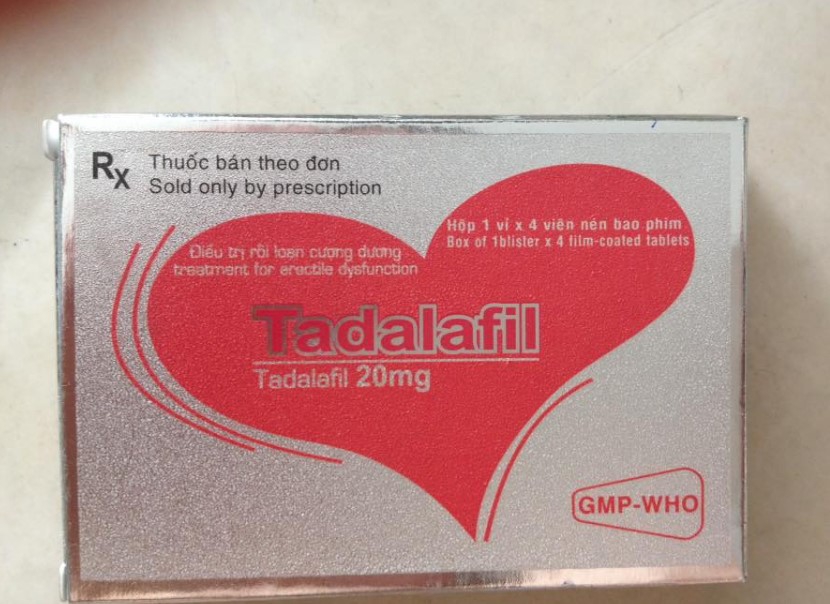 Rx
Thuốc bán theo đơn
Sold only by prescription
Hộp 1 vỉ x 4 viên nén bao phim
Box of 1blister x 4 film-coated tablets
Điều trị rối loạn cương dương
treatment for erectile dysfunction
Tadalafil
Tadalafil 20mg
GMP-WHO